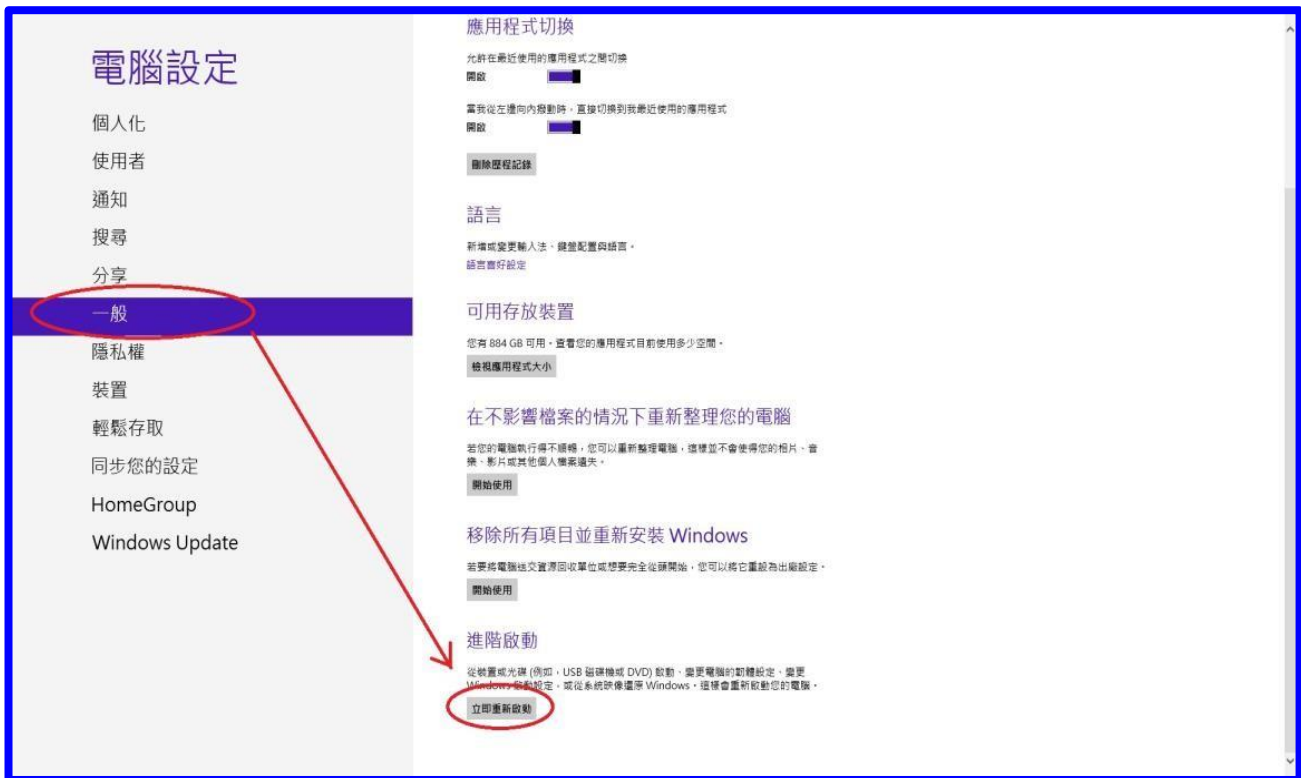 電腦設定
個人化
使用者
通知
搜尋
分享
一般
隱私權
裝置
輕鬆存取
同步您的設定
HomeGroup
Windows Update
應用程式切換
允許在最近使用的應用程式之間切換
開啟
當我從左邊向內撥動時，直接切換到我最近使用的應用程式
開啟
刪除歷程記錄
語言
新增或變更輸入法、鍵盤配置與語言。
語言喜好設定
可用存放裝置
您有 884 GB 可用。查看您的應用程式目前使用多少空間。
檢視應用程式大小
在不影響檔案的情況下重新整理您的電腦
若您的電腦執行得不順暢，您可以重新整理電腦，這樣並不會使得您的相片、音
樂、影片或其他個人檔案遺失。
開始使用
移除所有項目並重新安裝 Windows
若要將電腦送交資源回收單位或想要完全從頭開始，您可以將它重設為出廠設定。
開始使用
進階啟動
從裝置或光碟 (例如，USB 磁碟機或 DVD) 啟動、變更電腦的韌體設定、變更
Windows 啟動設定，或從系統映像還原 Windows。這樣會重新啟動您的電腦。
立即重新啟動